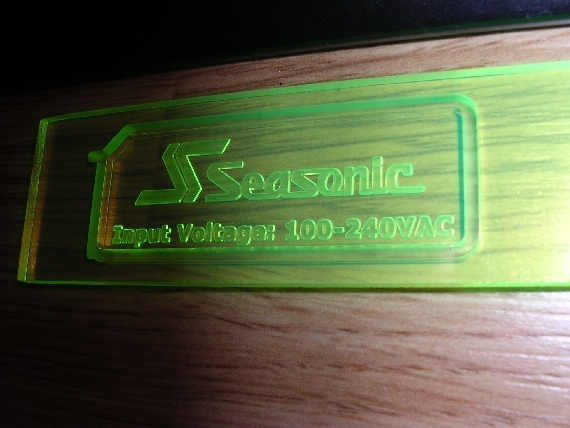 Seasonic
Input Voltage: 100-240VAC